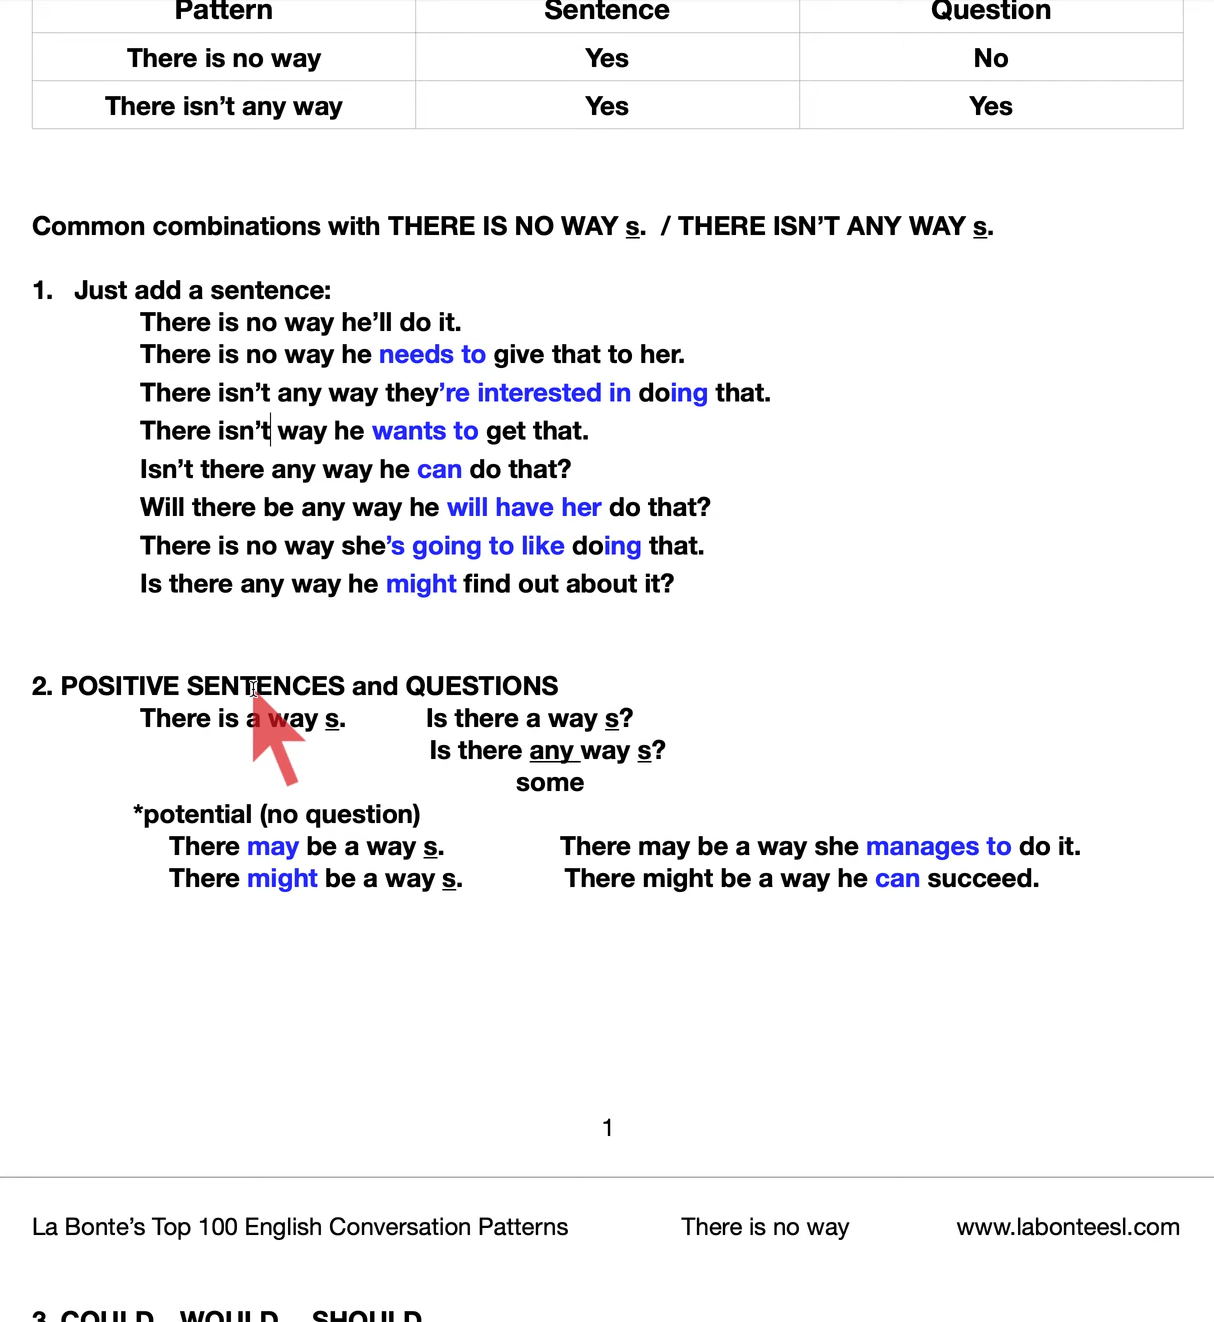 Pattern Sentence Question
There is no way Yes No
There isn’t any way Yes Yes
Common combinations with THERE IS NO WAY s. / THERE ISN’T ANY WAY s.
1. Just add a sentence:
There is no way he’ll do it.
There is no way he needs to give that to her.
There isn’t any way they’re interested in doing that.
There isn’t way he wants to get that.
Isn’t there any way he can do that?
Will there be any way he will have her do that?
There is no way she’s going to like doing that.
Is there any way he might find out about it?
2. POSITIVE SENTENCES and QUESTIONS
There is a way s. Is there a way s?
Is there any way s?
some
*potential (no question)
There may be a way s. There may be a way she manages to do it.
There might be a way s. There might be a way he can succeed.
1
La Bonte’s Top 100 English Conversation Patterns There is no way www.labonteesl.com
3. COULD WOULD SHOULD